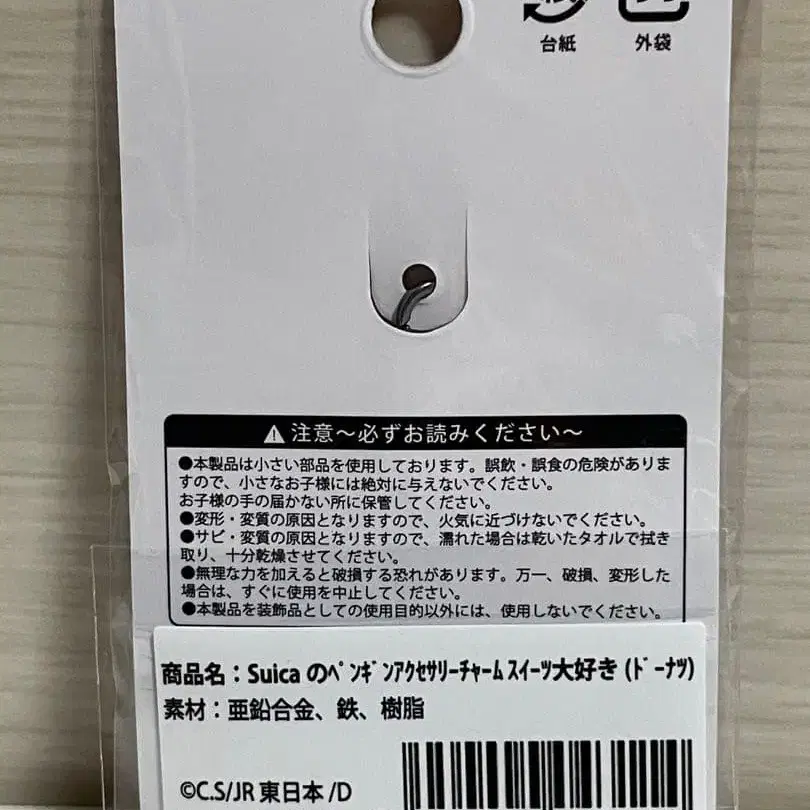 台紙 外袋
⚠注意～必ずお読みください～
●本製品は小さい部品を使用しております。誤飲・誤食の危険がありま
すので、小さなお子様には絶対に与えないでください。
お子様の手の届かない所に保管してください。
●変形・変質の原因となりますので、火気に近づけないでください。
●サビ・変質の原因となりますので、濡れた場合は乾いたタオルで拭き
取り、十分乾燥させてください。
●無理な力を加えると破損する恐れがあります。万一、破損、変形した
場合は、すぐに使用を中止してください。
●本製品を装飾品としての使用目的以外には、使用しないでください。
商品名：Suica のﾍﾟﾝｷﾞﾝｱｸｾｻﾘｰﾁｬｰﾑ ｽｲｰﾂ大好き (ﾄﾞｰﾅﾂ)
素材：亜鉛合金、鉄、樹脂
©C.S/JR 東日本 /D